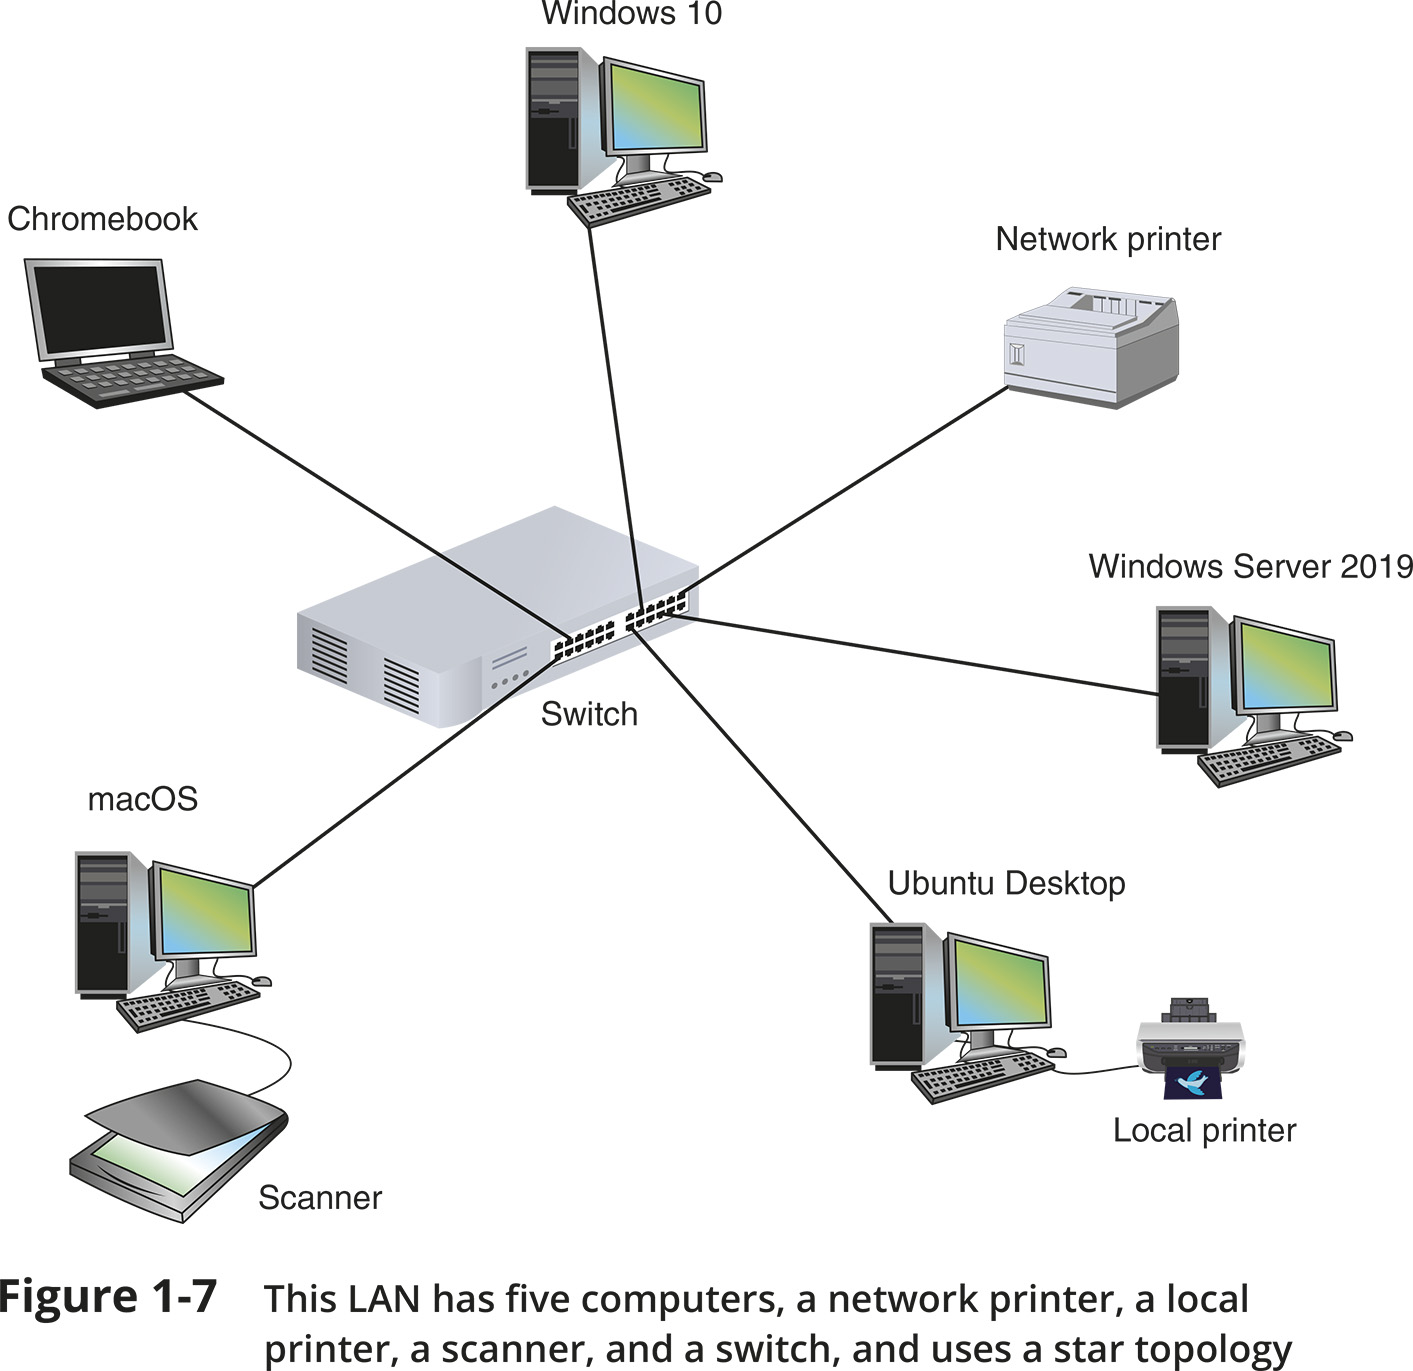 Windows 10
Chromebook
Network printer
Windows Server 2019
Switch
macOS
Ubuntu Desktop
Local printer
Scanner
Figure 1-7 This LAN has five computers, a network printer, a local
printer, a scanner, and a switch, and uses a star topology